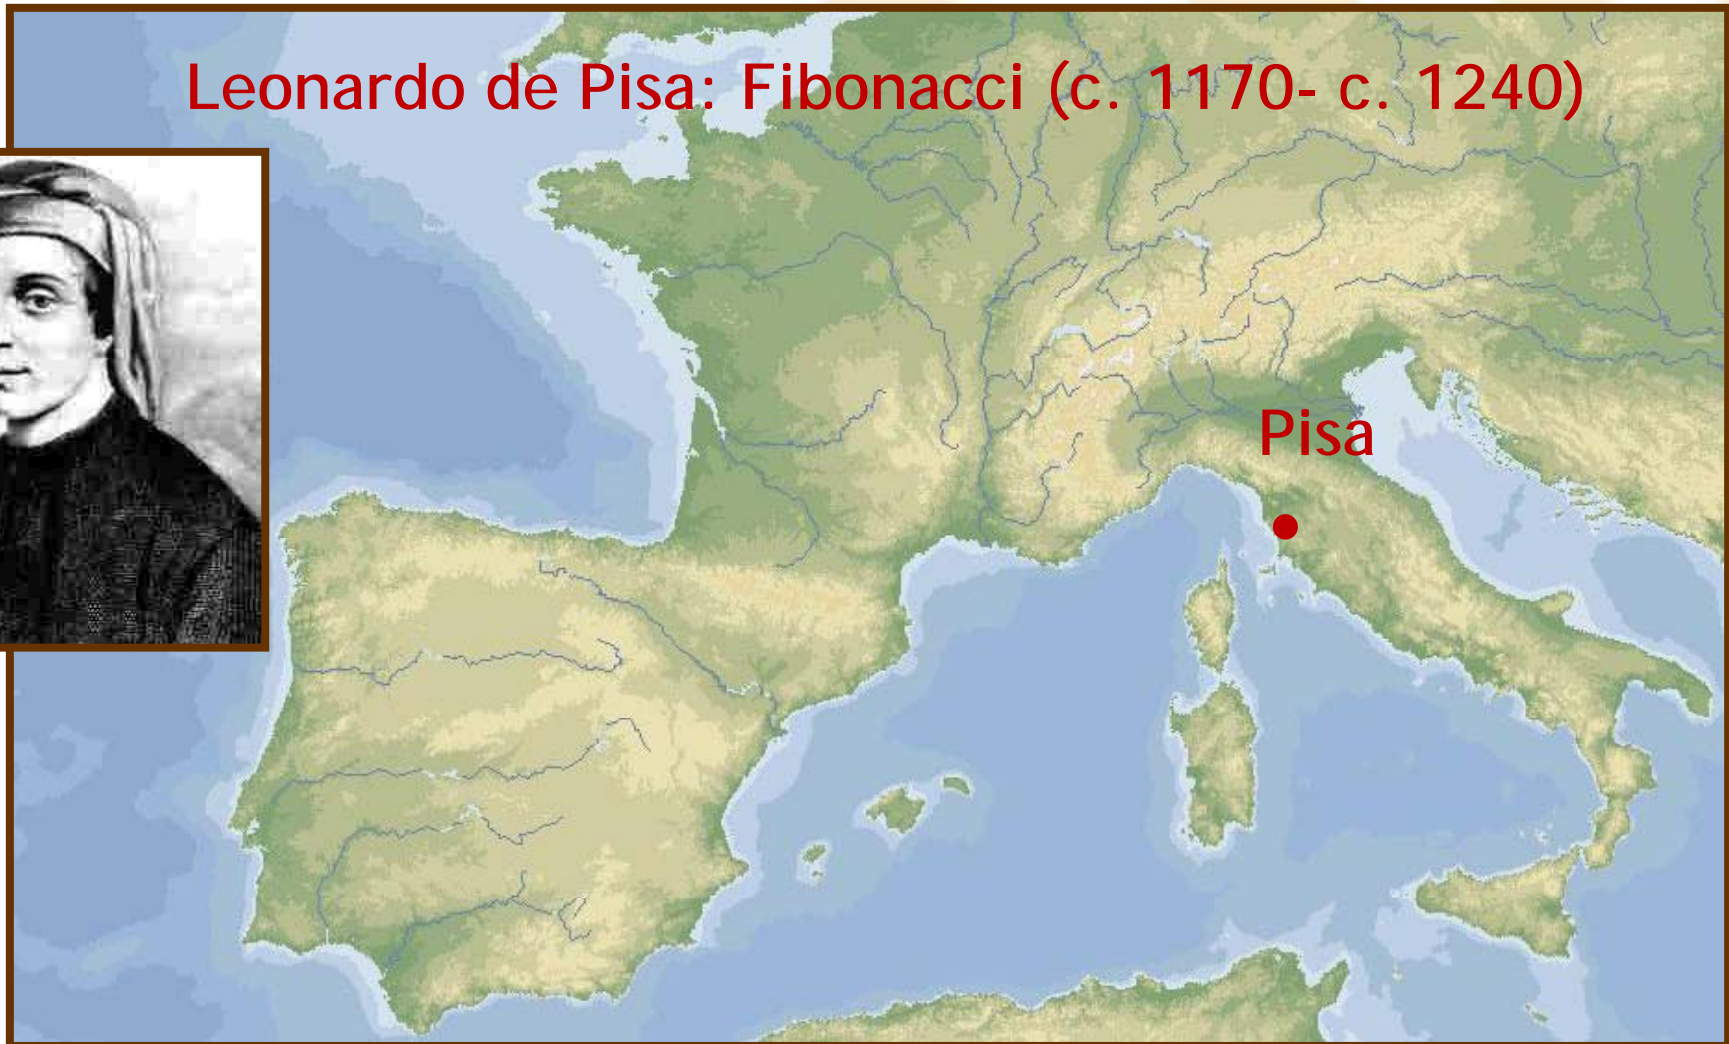 Leonardo de Pisa: Fibonacci (c. 1170- c. 1240)
Pisa